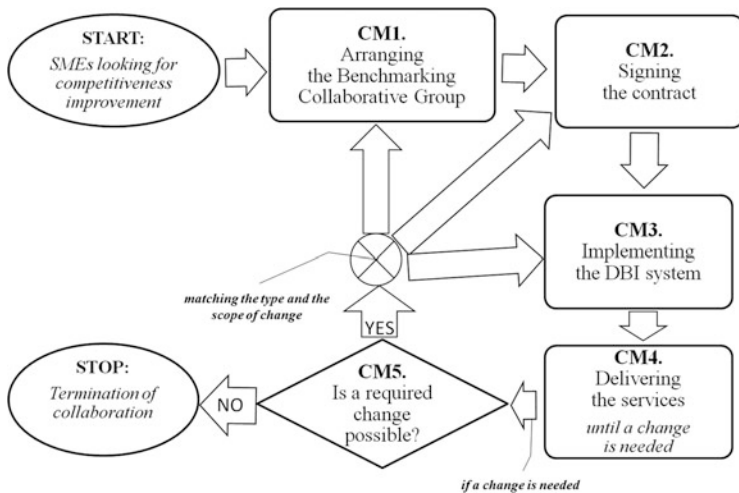 START:
SMEs looking for
competitiveness
improvement
CM1.
Arranging
the Benchmarking
Collaborative Group
CM2.
Signing
the contract
CM3.
Implementing
the DBI system
matching the type and the
scope of change
YES
STOP:
Termination of
collaboration
NO
CM5.
Is a required
change
possible?
CM4.
Delivering
the services
until a change
is needed
if a change is needed